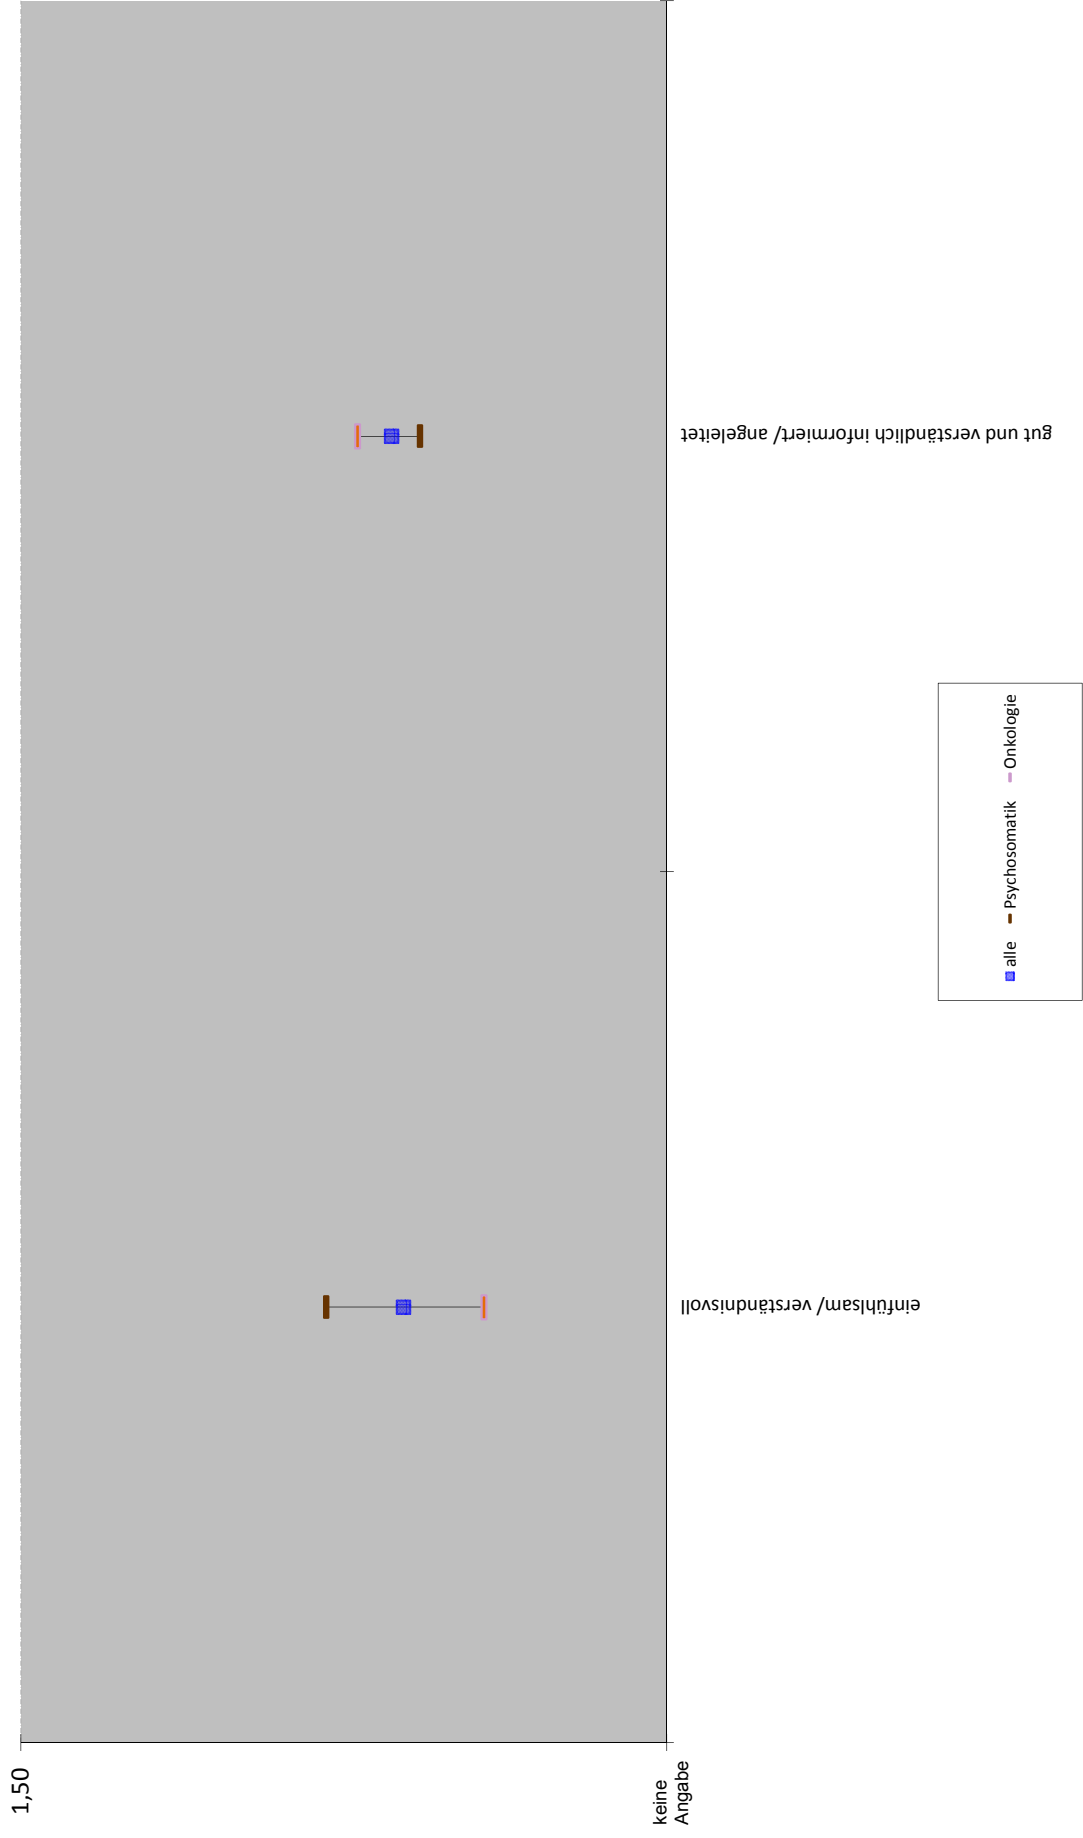 1,50
keine
Angabe
einfühlsam/ verständnisvoll
gut und verständlich informiert/ angeleitet
alle Psychosomatik Onkologie